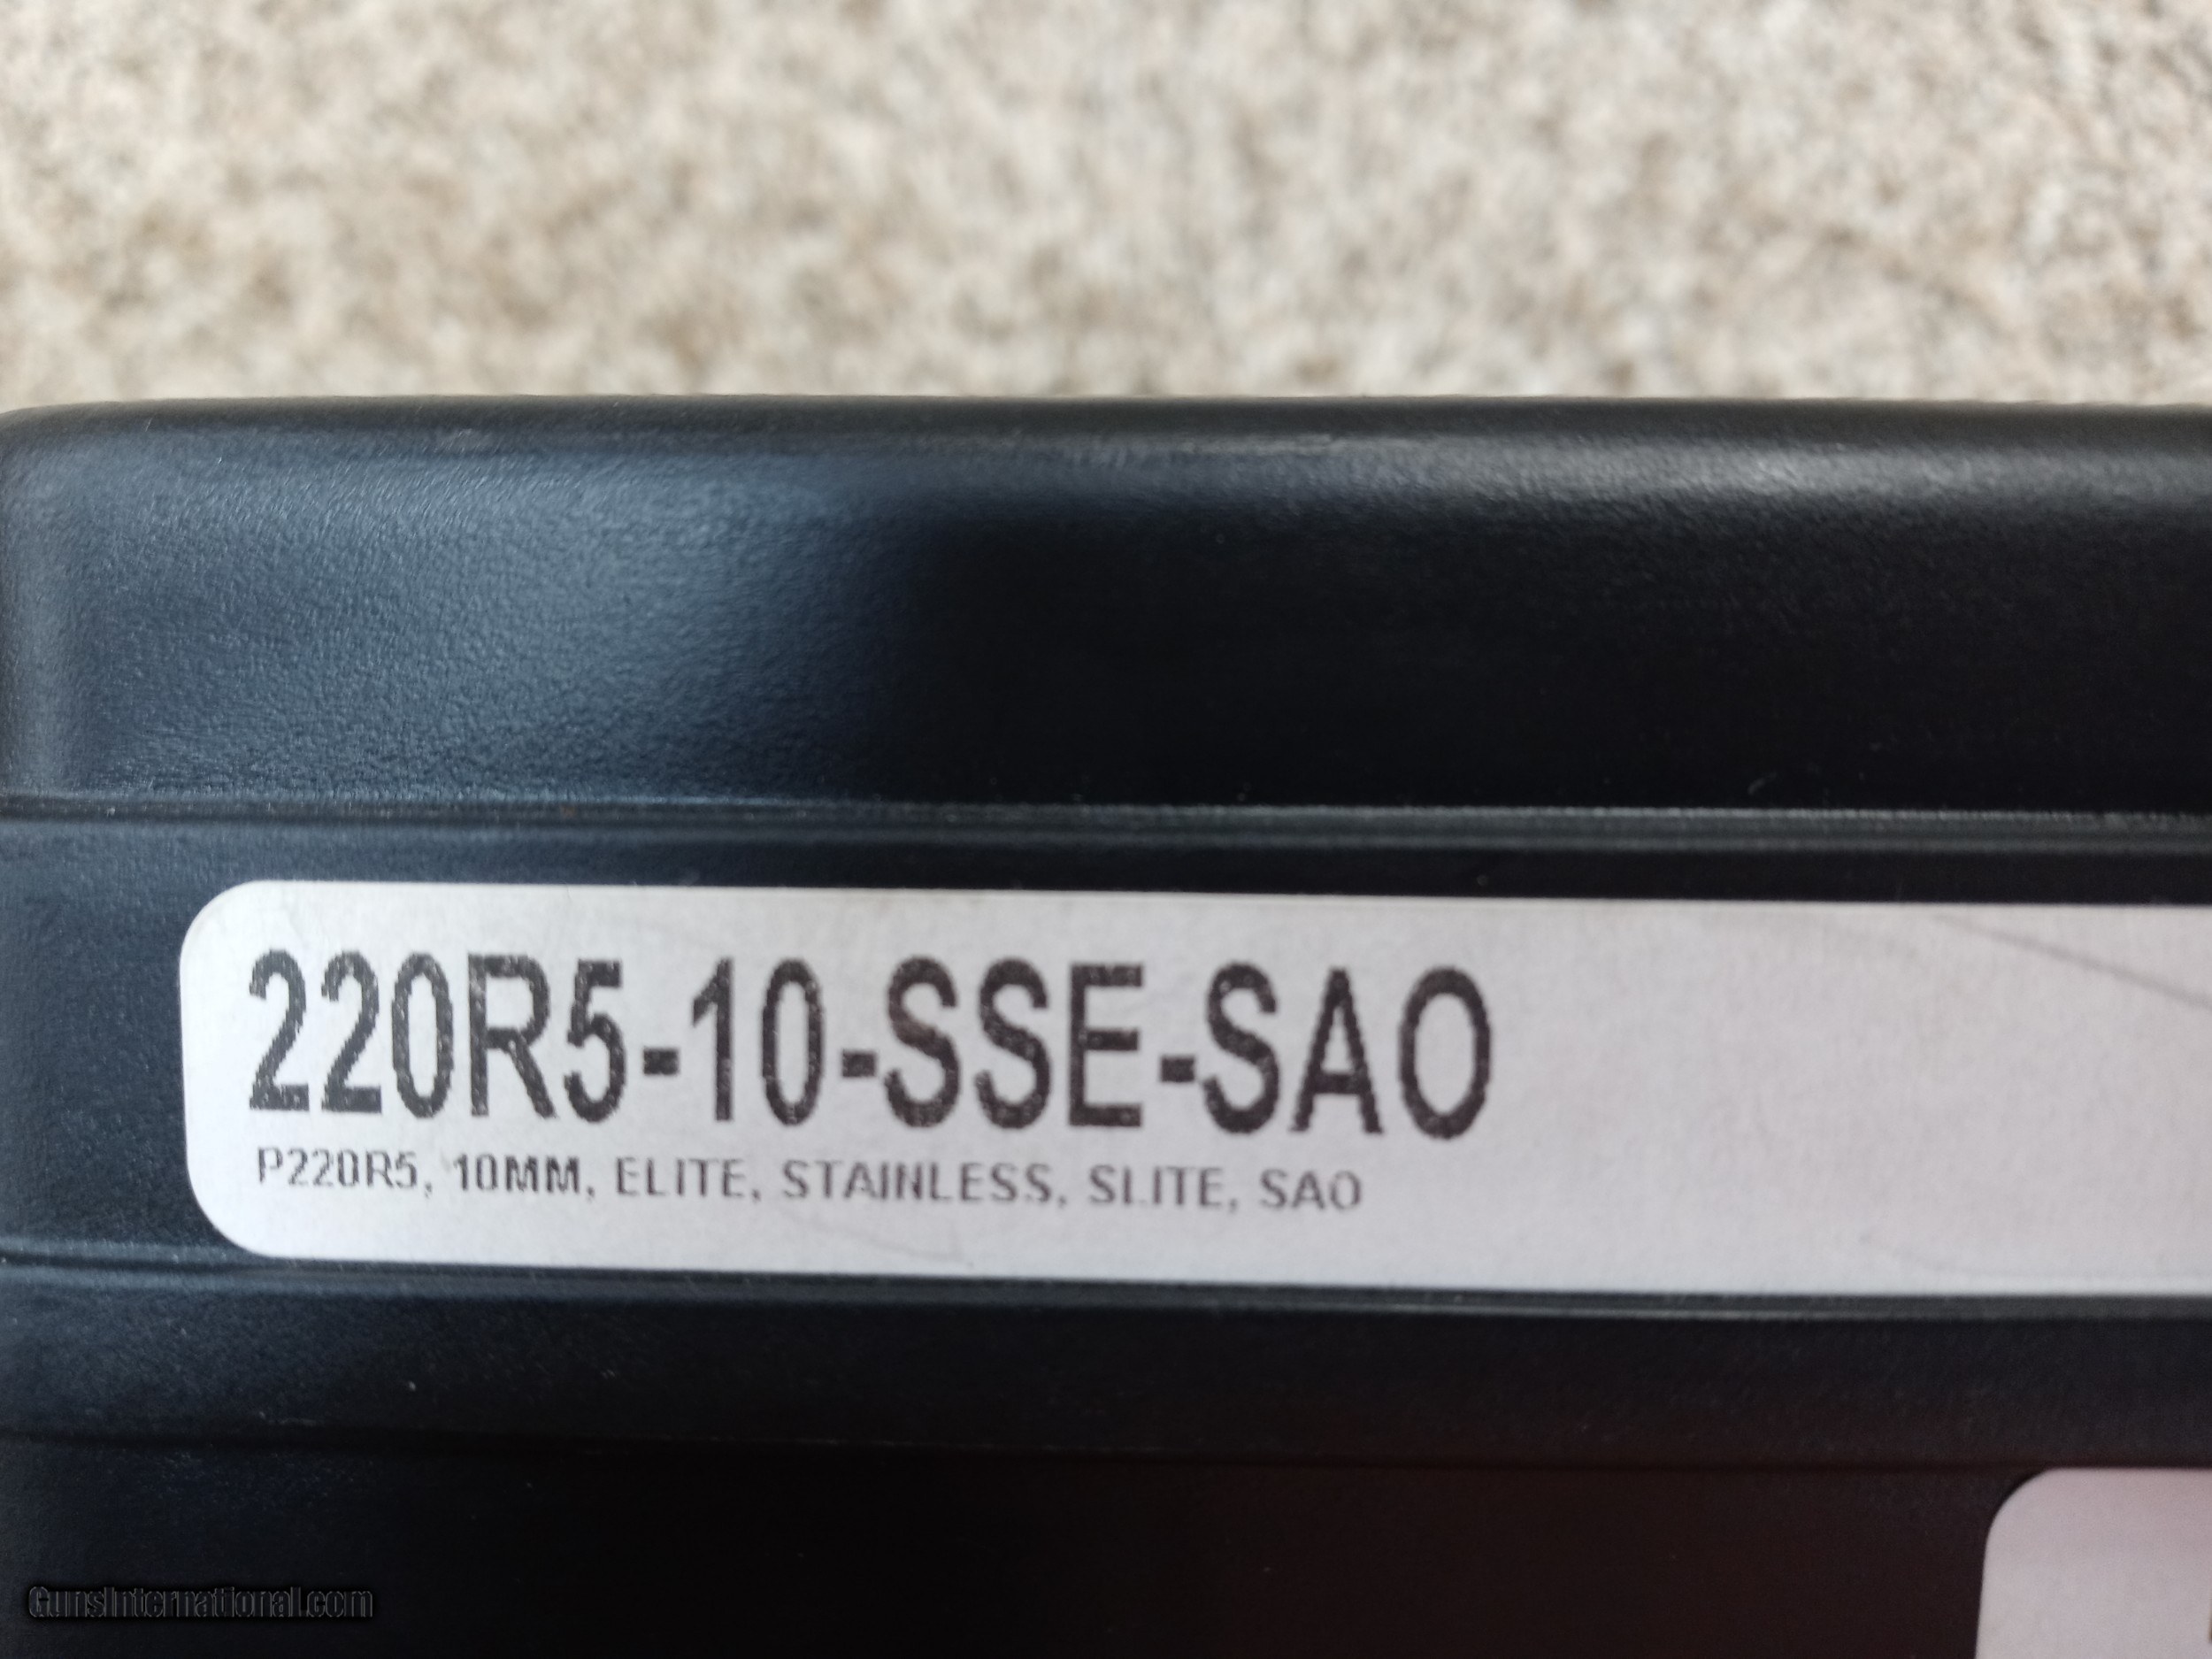 220R5-10-SSE-SAO
P220R5, 10MM, ELITE, STAINLESS, SLITE, SAO
GunsInternational.com